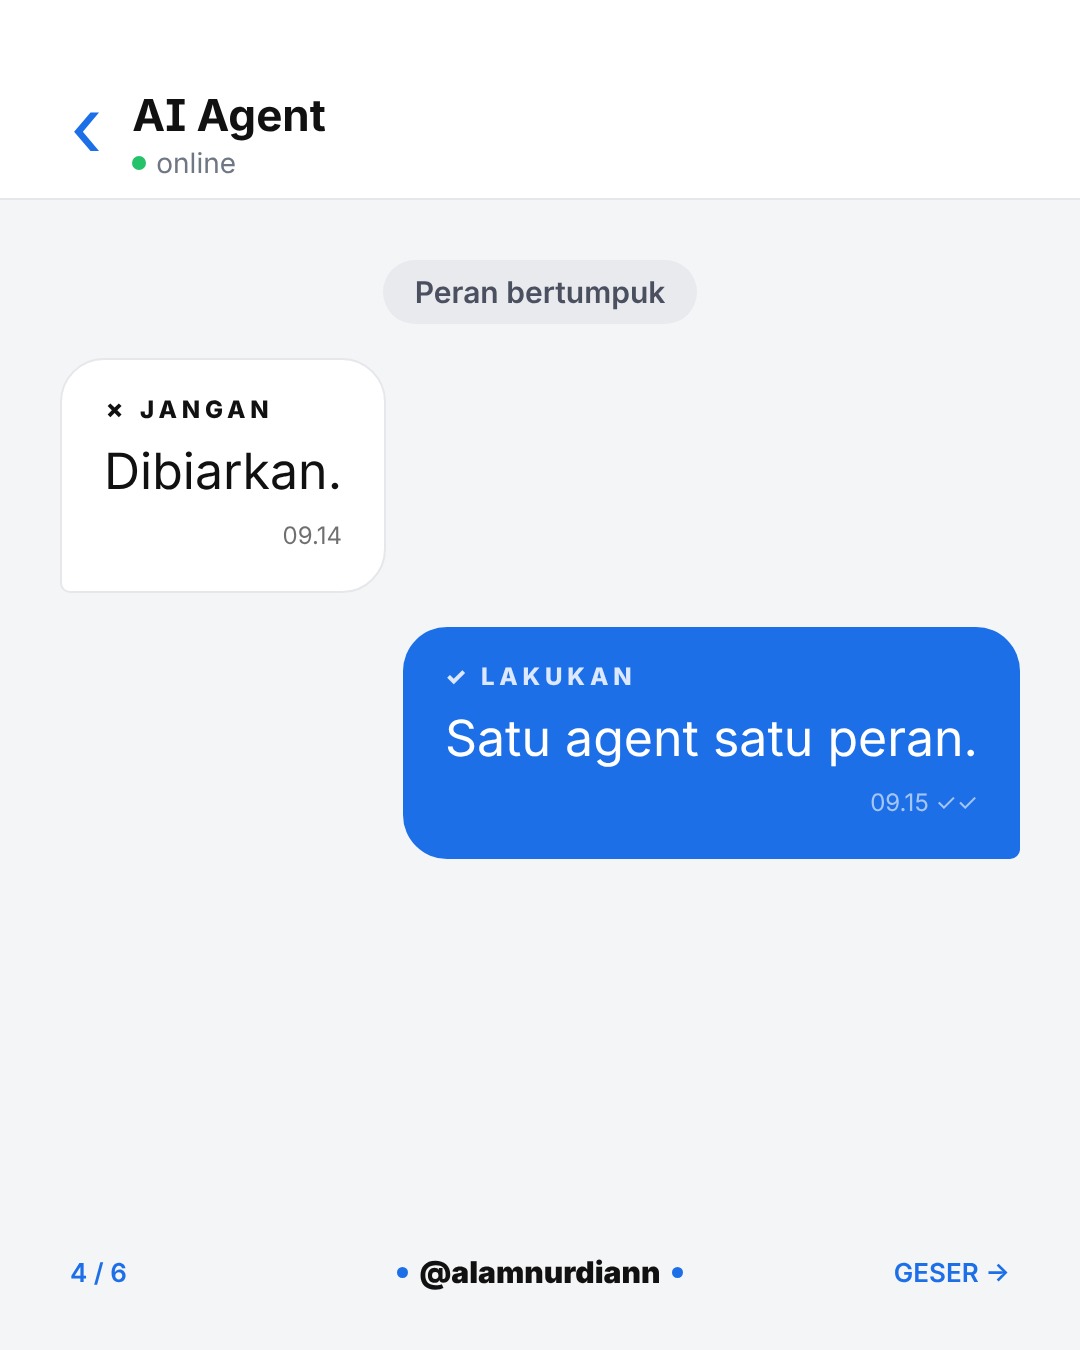 AI Agent
online
Peran bertumpuk
× JANGAN
Dibiarkan.
09.14
✓ LAKUKAN
Satu agent satu peran.
09.15 ✓✓
4 / 6
• @alamnurdiann •
GESER →